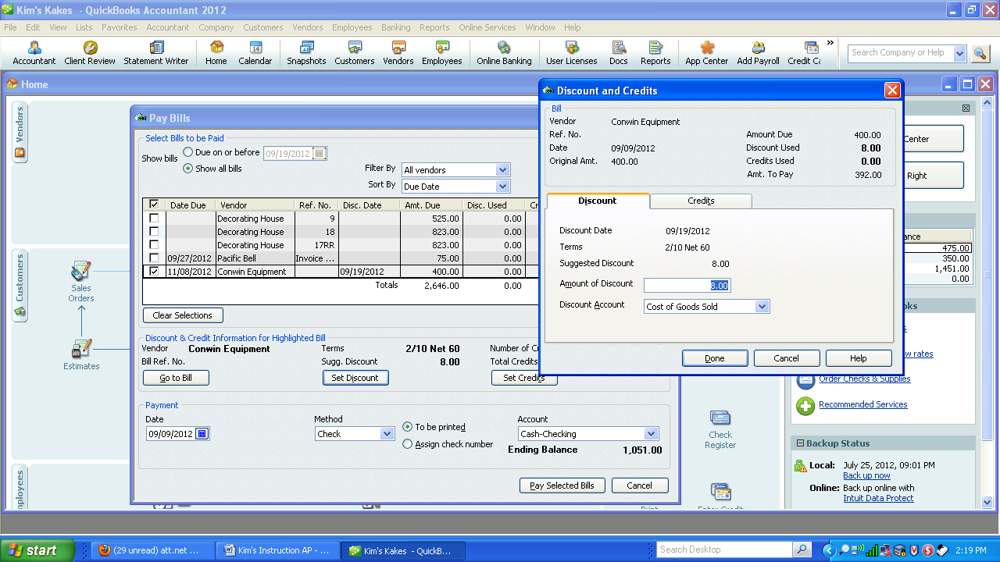 Kim's Kakes - QuickBooks Accountant 2012
File Edit View Lists Favorites Accountant Company Customers Vendors Employees Banking Reports Online Services Window Help
Accountant Client Review Statement Writer Home Calendar Snapshots Customers Vendors Employees Online Banking User Licenses Docs Reports App Center Add Payroll Credit Ca
Search Company or Help
Home
Vendors
Customers
Sales Orders
Estimates
Pay Bills
Select Bills to be Paid
Show bills Due on or before 09/19/2012
Show all bills
Filter By All vendors
Sort By Due Date
Date Due Vendor Ref. No. Disc. Date Amt. Due Disc. Used Cr
Decorating House 9 525.00 0.00
Decorating House 18 823.00 0.00
Decorating House 17RR 823.00 0.00
09/27/2012 Pacific Bell Invoice ... 75.00 0.00
11/08/2012 Conwin Equipment 09/19/2012 400.00 0.00
Totals 2,646.00 0.00
Clear Selections
Discount & Credit Information for Highlighted Bill
Vendor Conwin Equipment Terms 2/10 Net 60 Number of C
Bill Ref. No. Sugg. Discount 8.00 Total Credits
Go to Bill Set Discount Set Credits
Payment
Date Method Account
09/09/2012 Check To be printed Cash-Checking
Assign check number
Ending Balance 1,051.00
Pay Selected Bills Cancel
Discount and Credits
Bill
Vendor Conwin Equipment
Ref. No. Amount Due 400.00
Date 09/09/2012 Discount Used 8.00
Original Amt. 400.00 Credits Used 0.00
Amt. To Pay 392.00
Discount Credits
Discount Date 09/19/2012
Terms 2/10 Net 60
Suggested Discount 8.00
Amount of Discount 8.00
Discount Account Cost of Goods Sold
Done Cancel Help
Center
Right
ance
475.00
350.00
1,451.00
0.00
ooks
w rates
Order Checks & Supplies
Recommended Services
Check Register
Backup Status
Local: July 25, 2012, 09:01 PM
Back up now
Online: Back up online with
Intuit Data Protect
Print
Enter Credit
start (29 unread) att.net ... Kim's Instruction AP - ... Kim's Kakes - QuickB... Search Desktop 2:19 PM